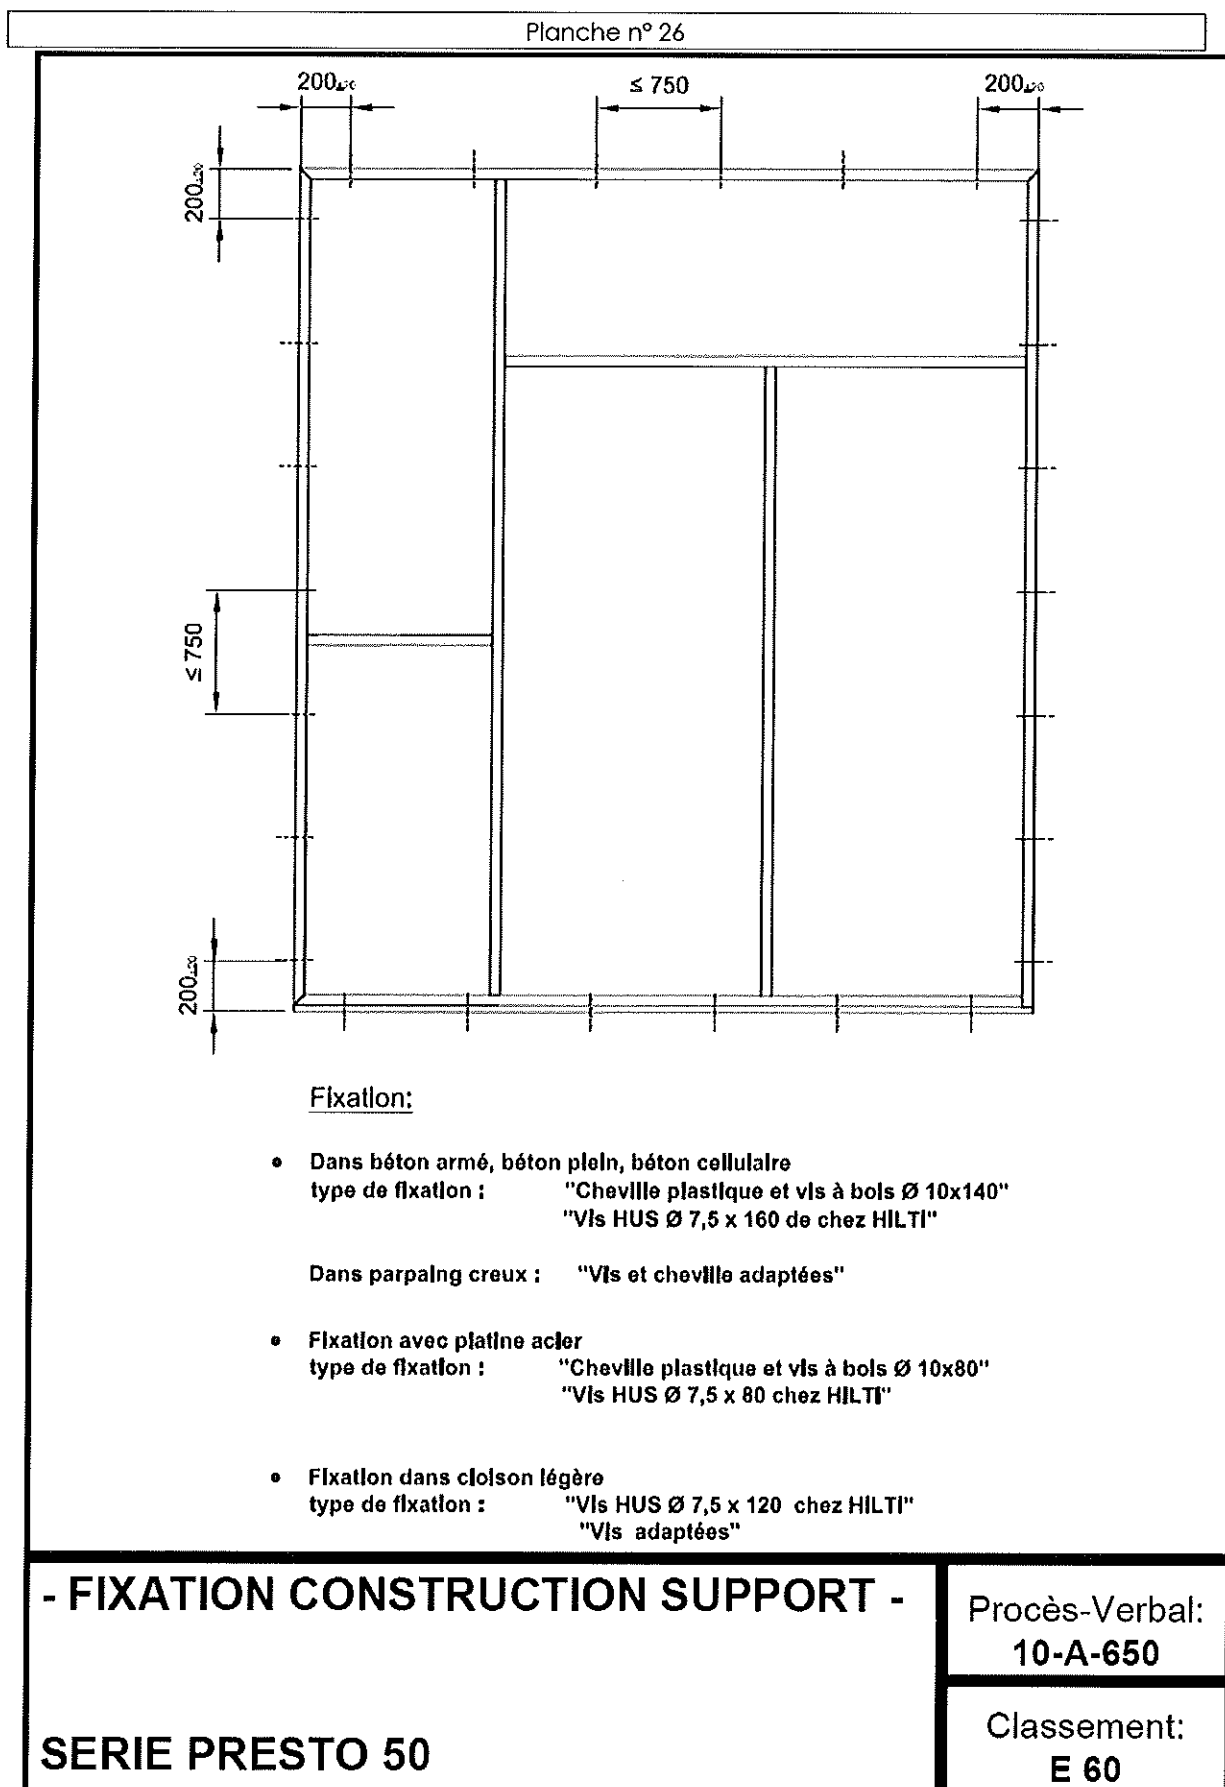 Planche n° 26
200±20
≤ 750
200±20
200±20
≤ 750
200±20
Fixation:
• Dans béton armé, béton plein, béton cellulaire
type de fixation : "Cheville plastique et vis à bois Ø 10x140"
"Vis HUS Ø 7,5 x 160 de chez HILTI"
Dans parpaing creux : "Vis et cheville adaptées"
• Fixation avec platine acier
type de fixation : "Cheville plastique et vis à bois Ø 10x80"
"Vis HUS Ø 7,5 x 80 chez HILTI"
• Fixation dans cloison légère
type de fixation : "Vis HUS Ø 7,5 x 120 chez HILTI"
"Vis adaptées"
- FIXATION CONSTRUCTION SUPPORT -
SERIE PRESTO 50
Procès-Verbal:
10-A-650
Classement:
E 60